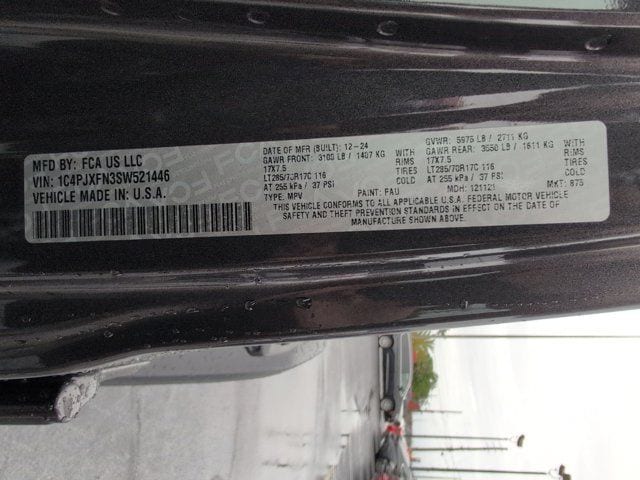 MFD BY: FCA US LLC
VIN: 1C4PJXFN3SW521446
VEHICLE MADE IN: U.S.A.
DATE OF MFR (BUILT): 12-24 GVWR: 5975 LB / 2711 KG
GAWR FRONT: 3100 LB / 1407 KG WITH GAWR REAR: 3550 LB / 1611 KG WITH
17X7.5 RIMS 17X7.5 RIMS
LT285/70R17C 116 LT285/70R17C 116
AT 255 kPa / 37 PSI COLD AT 255 kPa / 37 PSI COLD
TYPE: MPV PAINT: PAU MDH: 121121 MKT: 875
THIS VEHICLE CONFORMS TO ALL APPLICABLE U.S.A. FEDERAL MOTOR VEHICLE
SAFETY AND THEFT PREVENTION STANDARDS IN EFFECT ON THE DATE OF
MANUFACTURE SHOWN ABOVE.